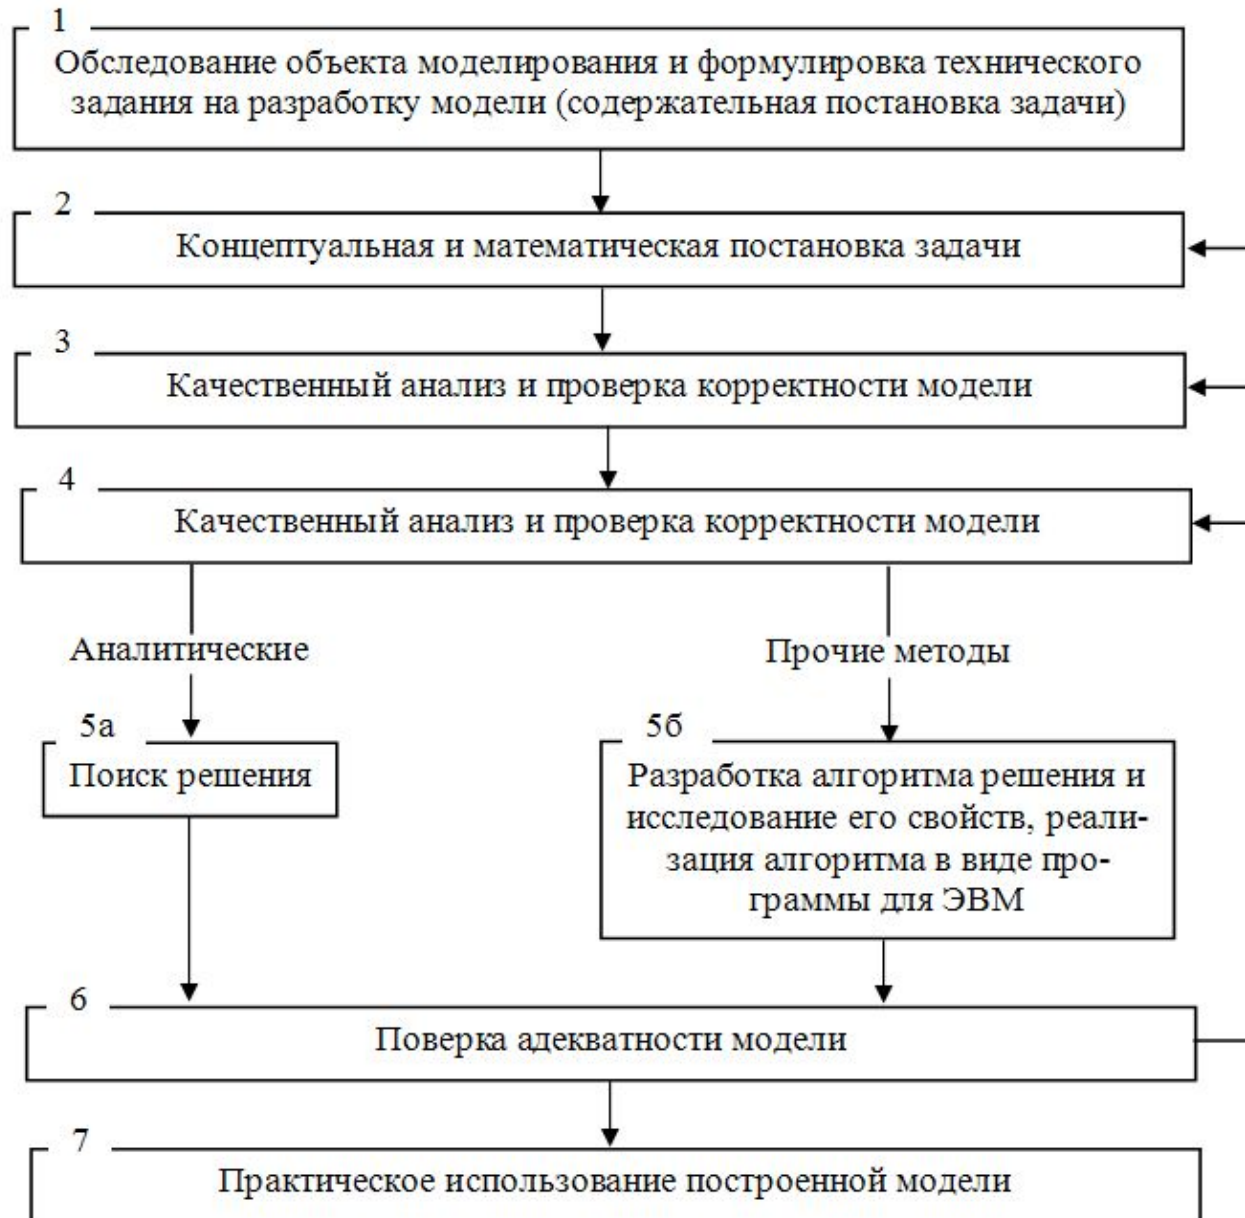 1
Обследование объекта моделирования и формулировка технического
задания на разработку модели (содержательная постановка задачи)
2
Концептуальная и математическая постановка задачи
3
Качественный анализ и проверка корректности модели
4
Качественный анализ и проверка корректности модели
Аналитические
Прочие методы
5а
Поиск решения
5б
Разработка алгоритма решения и
исследование его свойств, реали-
зация алгоритма в виде про-
граммы для ЭВМ
6
Поверка адекватности модели
7
Практическое использование построенной модели